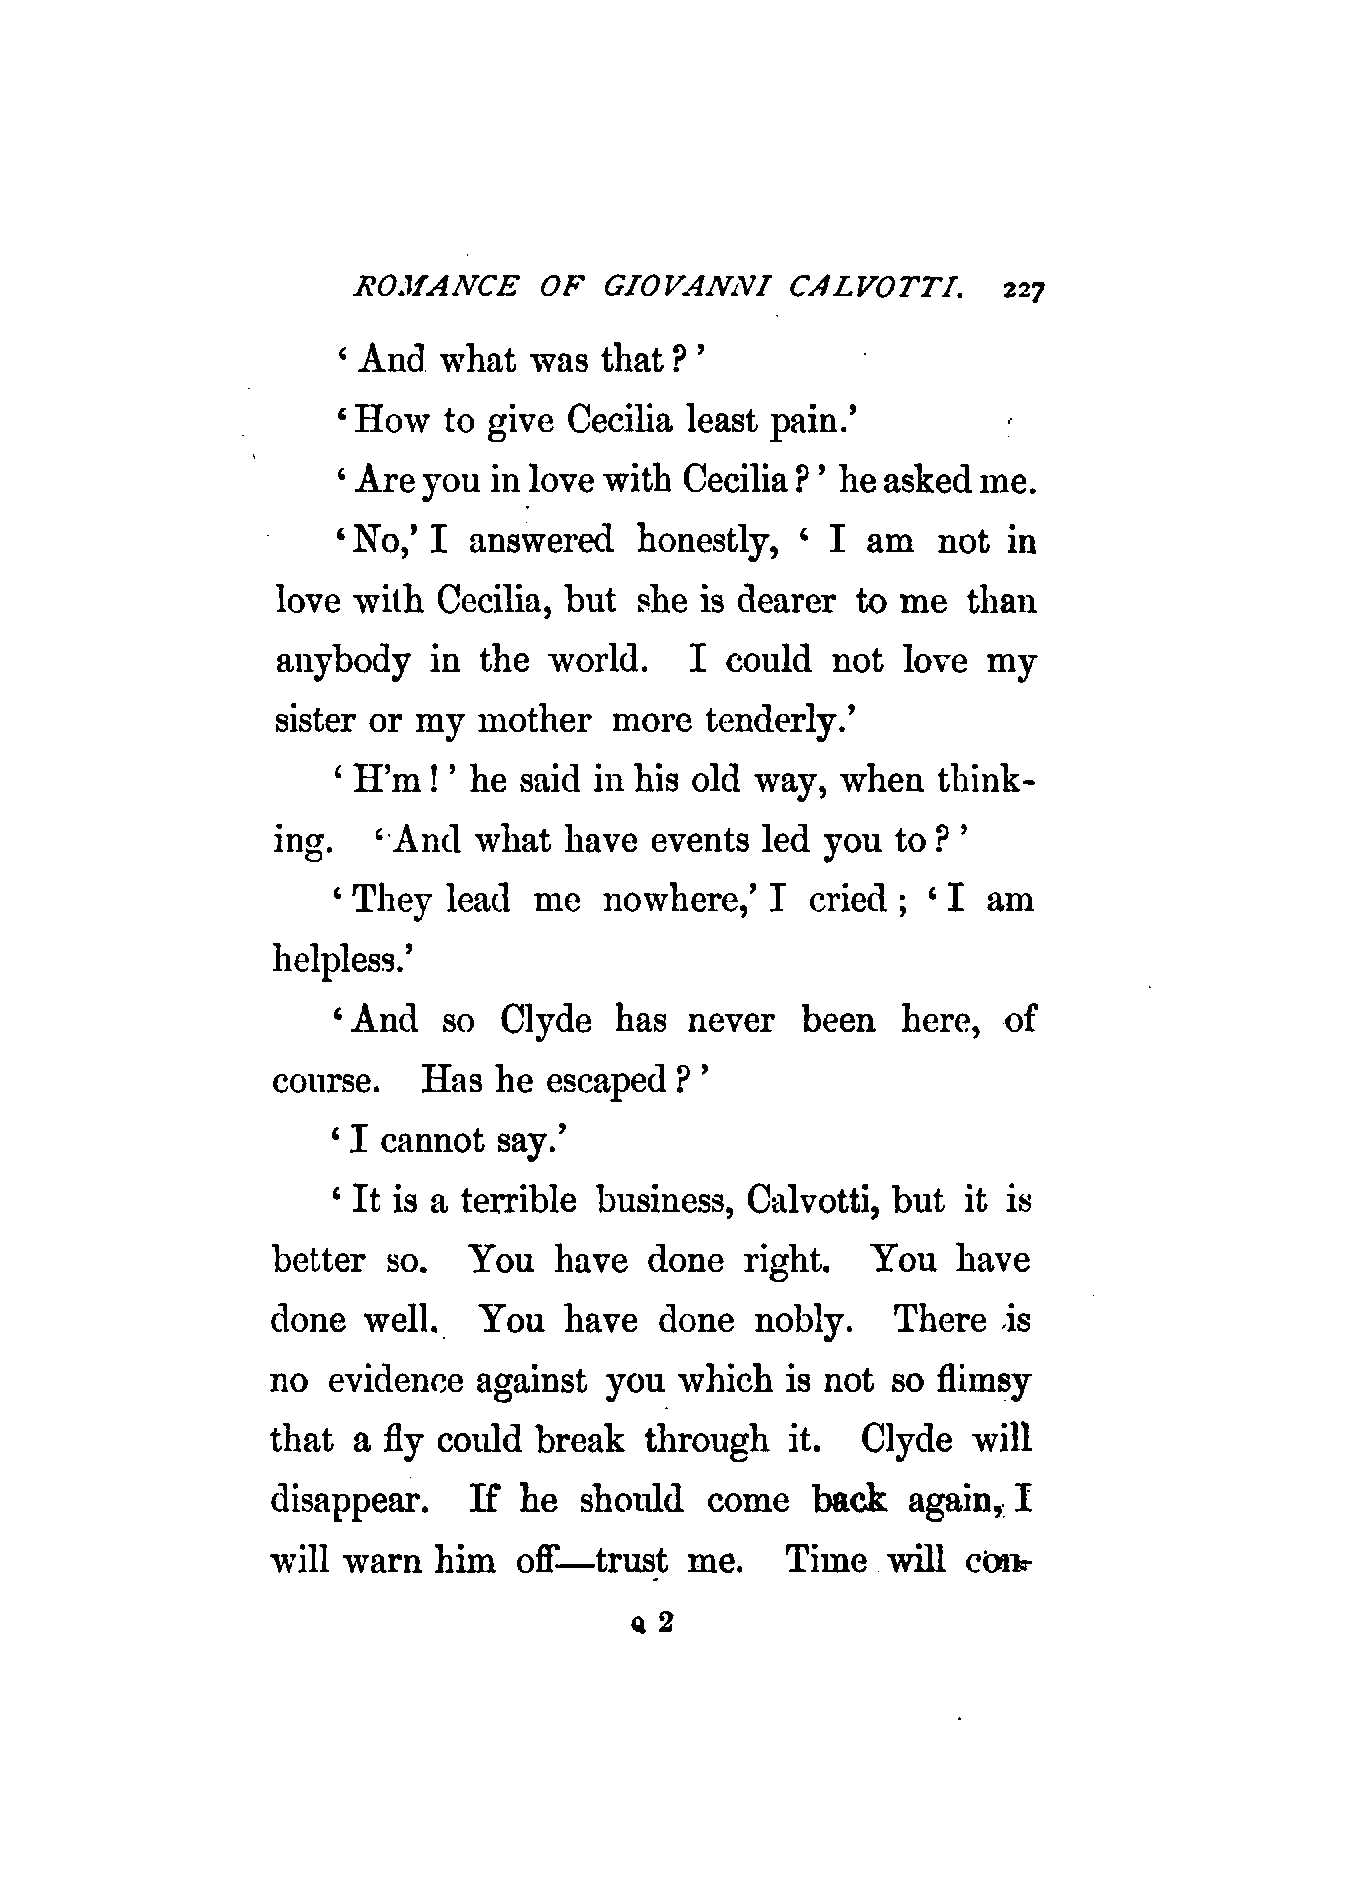 ROMANCE OF GIOVANNI CALVOTTI. 227
‘ And what was that ? ’
‘ How to give Cecilia least pain.’
‘ Are you in love with Cecilia ? ’ he asked me.
‘ No,’ I answered honestly, ‘ I am not in
love with Cecilia, but she is dearer to me than
anybody in the world. I could not love my
sister or my mother more tenderly.’
‘ H’m ! ’ he said in his old way, when think-
ing. ‘ And what have events led you to ? ’
‘ They lead me nowhere,’ I cried ; ‘ I am
helpless.’
‘ And so Clyde has never been here, of
course. Has he escaped ? ’
‘ I cannot say.’
‘ It is a terrible business, Calvotti, but it is
better so. You have done right. You have
done well. You have done nobly. There is
no evidence against you which is not so flimsy
that a fly could break through it. Clyde will
disappear. If he should come back again, I
will warn him off—trust me. Time will con-
Q 2